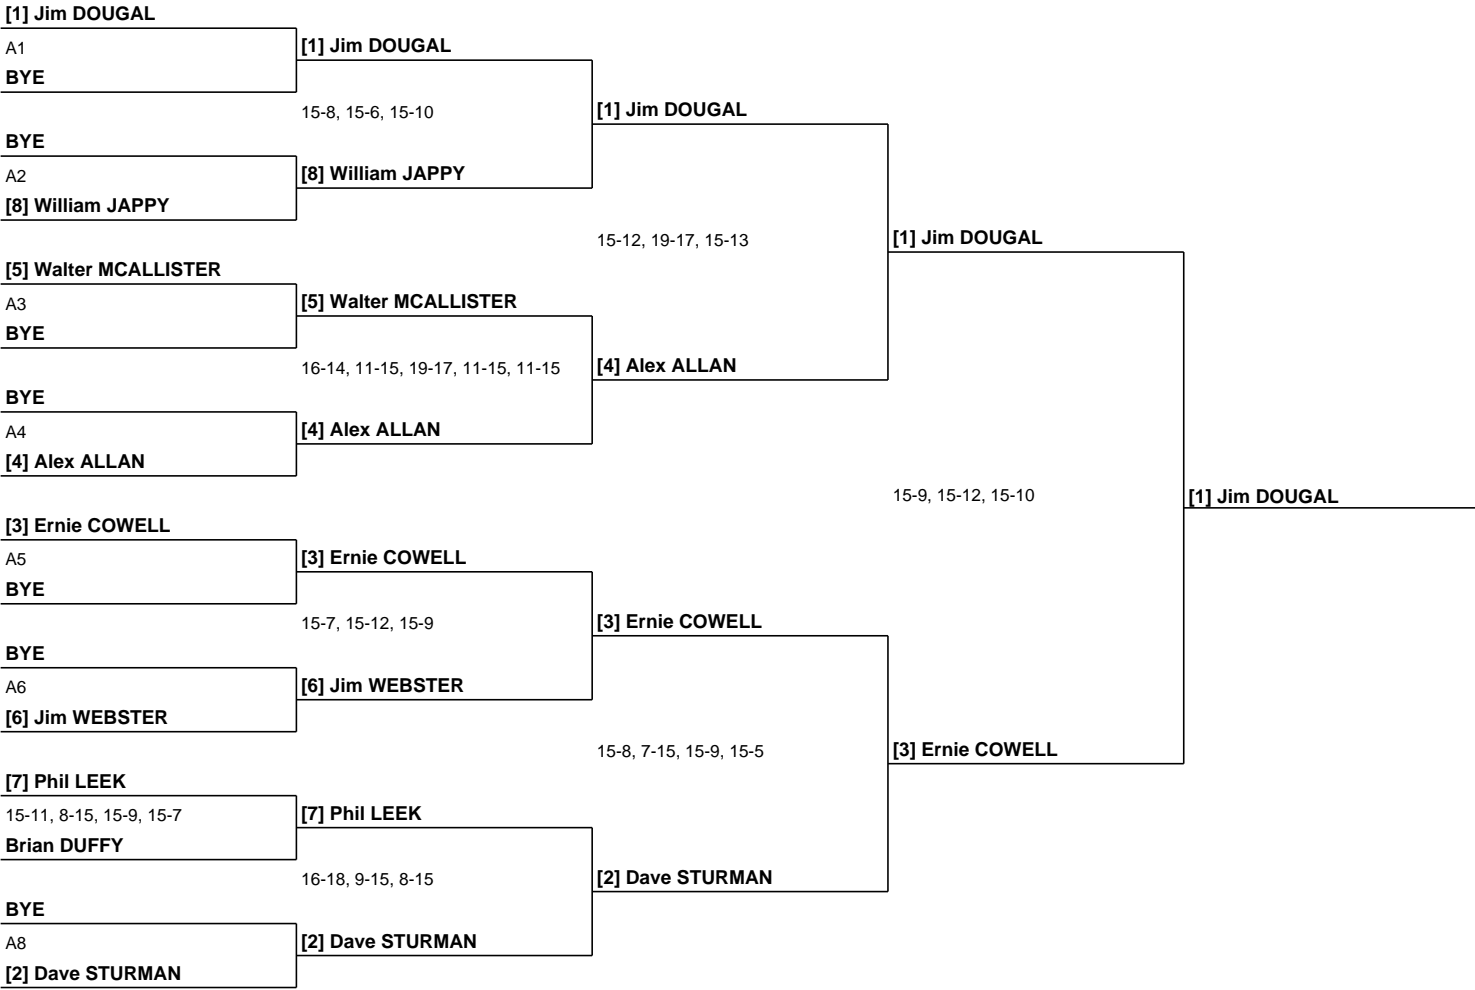 [1] Jim DOUGAL
A1
BYE
BYE
A2
[8] William JAPPY
[5] Walter MCALLISTER
A3
BYE
BYE
A4
[4] Alex ALLAN
[3] Ernie COWELL
A5
BYE
BYE
A6
[6] Jim WEBSTER
[7] Phil LEEK
15-11, 8-15, 15-9, 15-7
Brian DUFFY
BYE
A8
[2] Dave STURMAN
[1] Jim DOUGAL
15-8, 15-6, 15-10
[8] William JAPPY
[5] Walter MCALLISTER
16-14, 11-15, 19-17, 11-15, 11-15
[4] Alex ALLAN
[3] Ernie COWELL
15-7, 15-12, 15-9
[6] Jim WEBSTER
[7] Phil LEEK
16-18, 9-15, 8-15
[2] Dave STURMAN
[1] Jim DOUGAL
15-12, 19-17, 15-13
[4] Alex ALLAN
[3] Ernie COWELL
15-8, 7-15, 15-9, 15-5
[2] Dave STURMAN
[1] Jim DOUGAL
15-9, 15-12, 15-10
[3] Ernie COWELL
[1] Jim DOUGAL